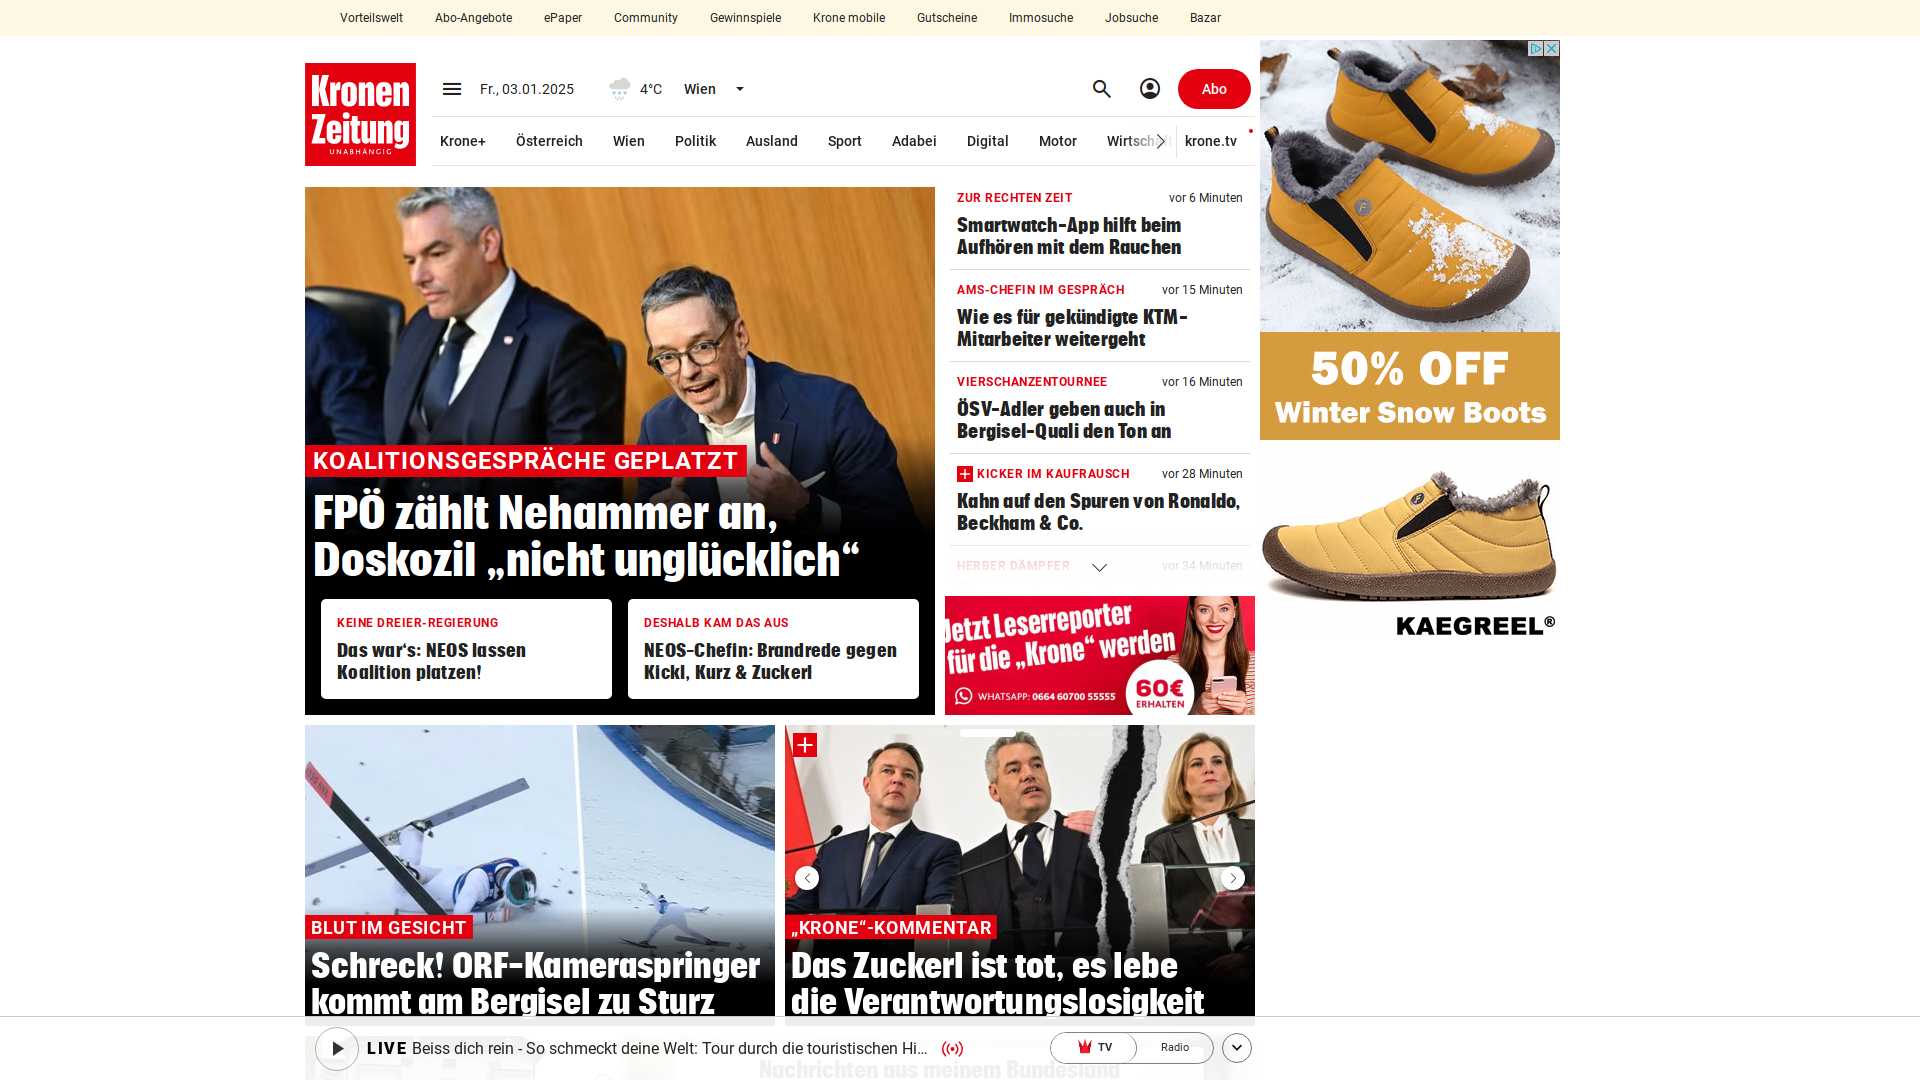 Vorteilswelt
Abo-Angebote
ePaper
Community
Gewinnspiele
Krone mobile
Gutscheine
Immosuche
Jobsuche
Bazar
Kronen
Zeitung
UNABHÄNGIG
Fr., 03.01.2025
4°C
Wien
Abo
Krone+
Österreich
Wien
Politik
Ausland
Sport
Adabei
Digital
Motor
Wirtschaft
krone.tv
KOALITIONSGESPRÄCHE GEPLATZT
FPÖ zählt Nehammer an,
Doskozil „nicht unglücklich“
KEINE DREIER-REGIERUNG
Das war‘s: NEOS lassen
Koalition platzen!
DESHALB KAM DAS AUS
NEOS-Chefin: Brandrede gegen
Kickl, Kurz & Zuckerl
ZUR RECHTEN ZEIT
vor 6 Minuten
Smartwatch-App hilft beim
Aufhören mit dem Rauchen
AMS-CHEFIN IM GESPRÄCH
vor 15 Minuten
Wie es für gekündigte KTM-
Mitarbeiter weitergeht
VIERSCHANZENTOURNEE
vor 16 Minuten
ÖSV-Adler geben auch in
Bergisel-Quali den Ton an
KICKER IM KAUFRAUSCH
vor 28 Minuten
Kahn auf den Spuren von Ronaldo,
Beckham & Co.
HERBER DÄMPFER
vor 34 Minuten
Jetzt Leserreporter
für die „Krone“ werden
WHATSAPP: 0664 60700 55555
60€
ERHALTEN
50% OFF
Winter Snow Boots
KAEGREEL®
BLUT IM GESICHT
Schreck! ORF-Kameraspringer
kommt am Bergisel zu Sturz
„KRONE“-KOMMENTAR
Das Zuckerl ist tot, es lebe
die Verantwortungslosigkeit
LIVE Beiss dich rein - So schmeckt deine Welt: Tour durch die touristischen Hi...
TV
Radio
Nachrichten aus meinem Bundesland